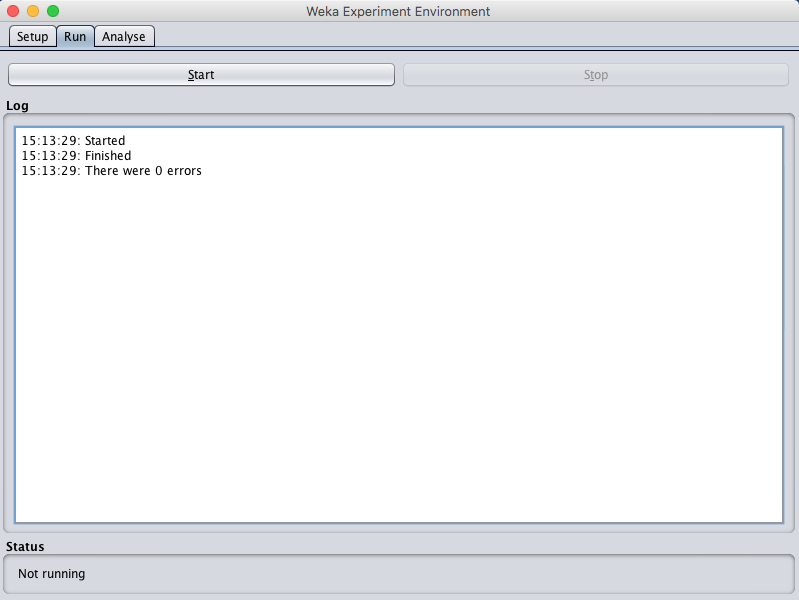 Weka Experiment Environment
Setup Run Analyse
Start Stop
Log
15:13:29: Started
15:13:29: Finished
15:13:29: There were 0 errors
Status
Not running